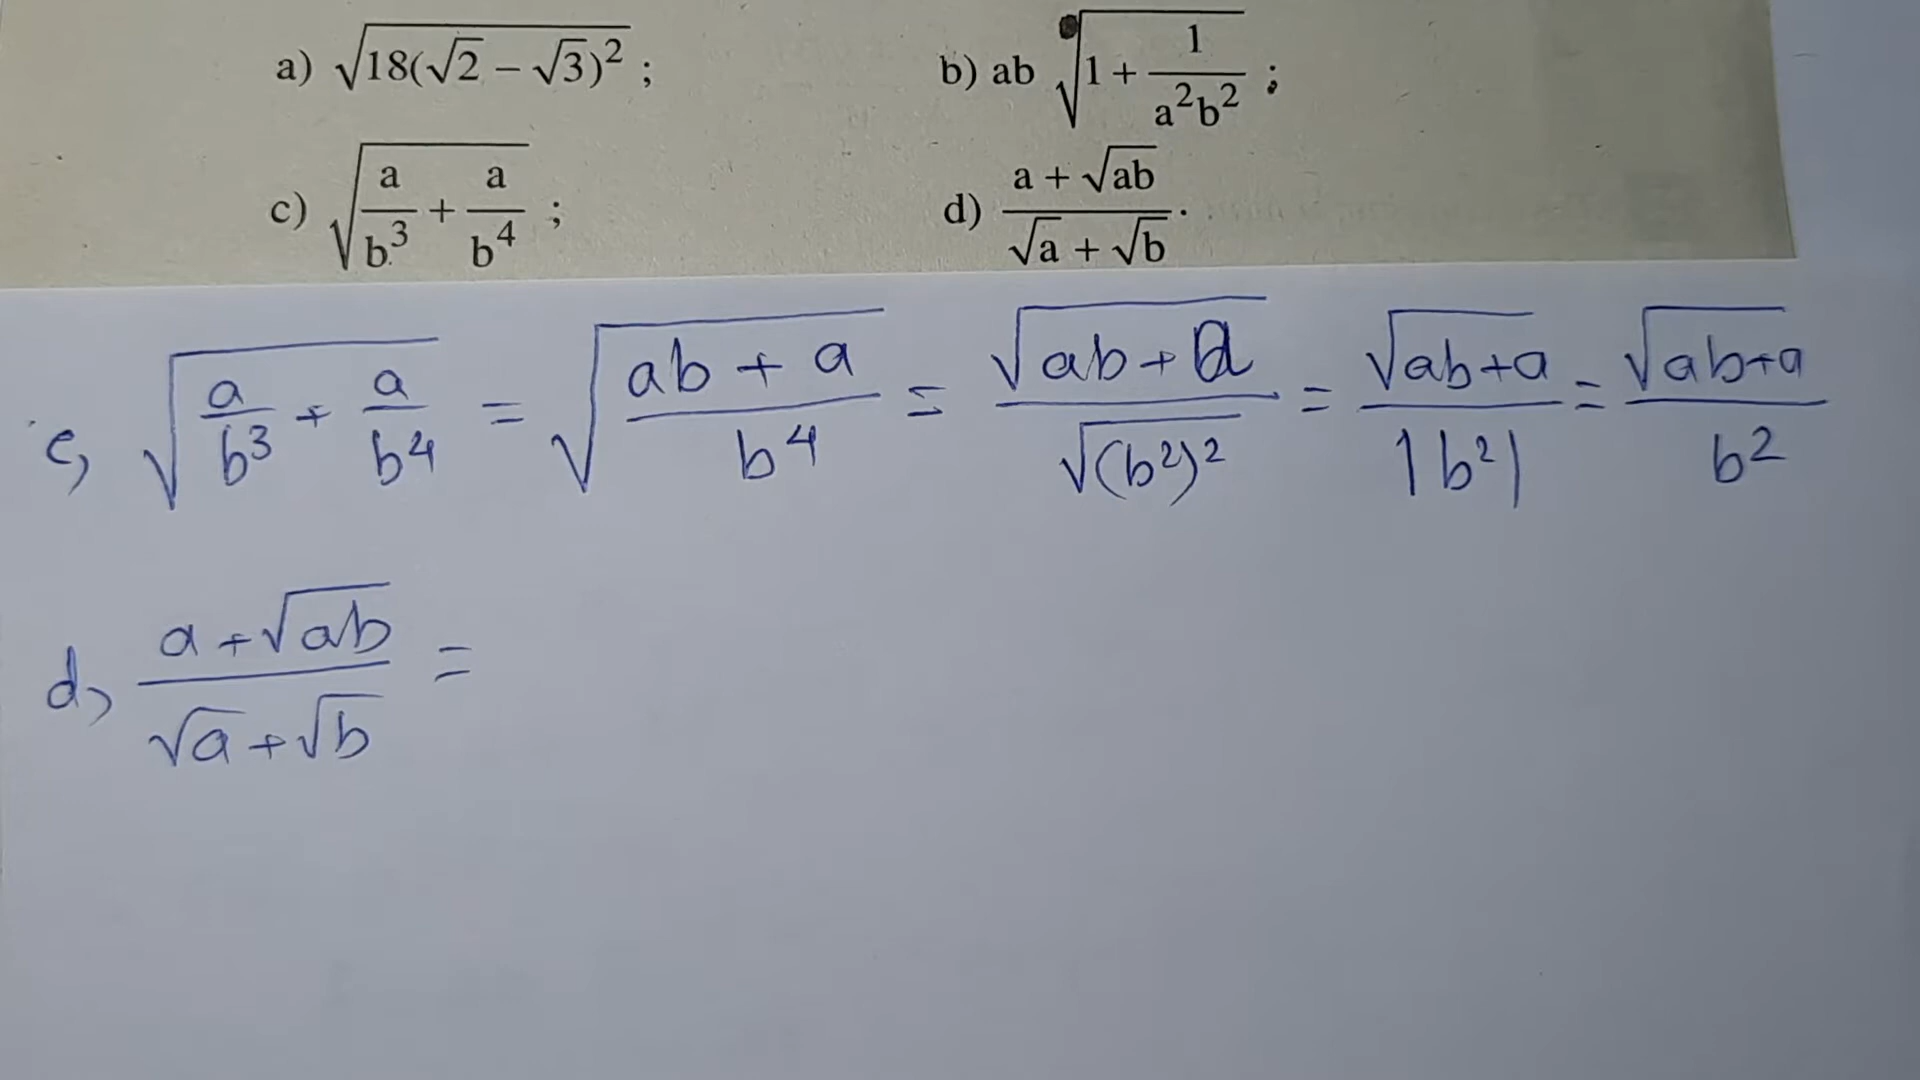 a) √18(√2 − √3)² ; b) ab √1 + 1/a²b² ;
c) √a/b³ + a/b⁴ ; d) a + √ab / √a + √b .
c, √a/b³ + a/b⁴ = √ab + a/b⁴ = √ab + a / √(b²)² = √ab+a / |b²| = √ab+a / b²
d, a+√ab / √a+√b =